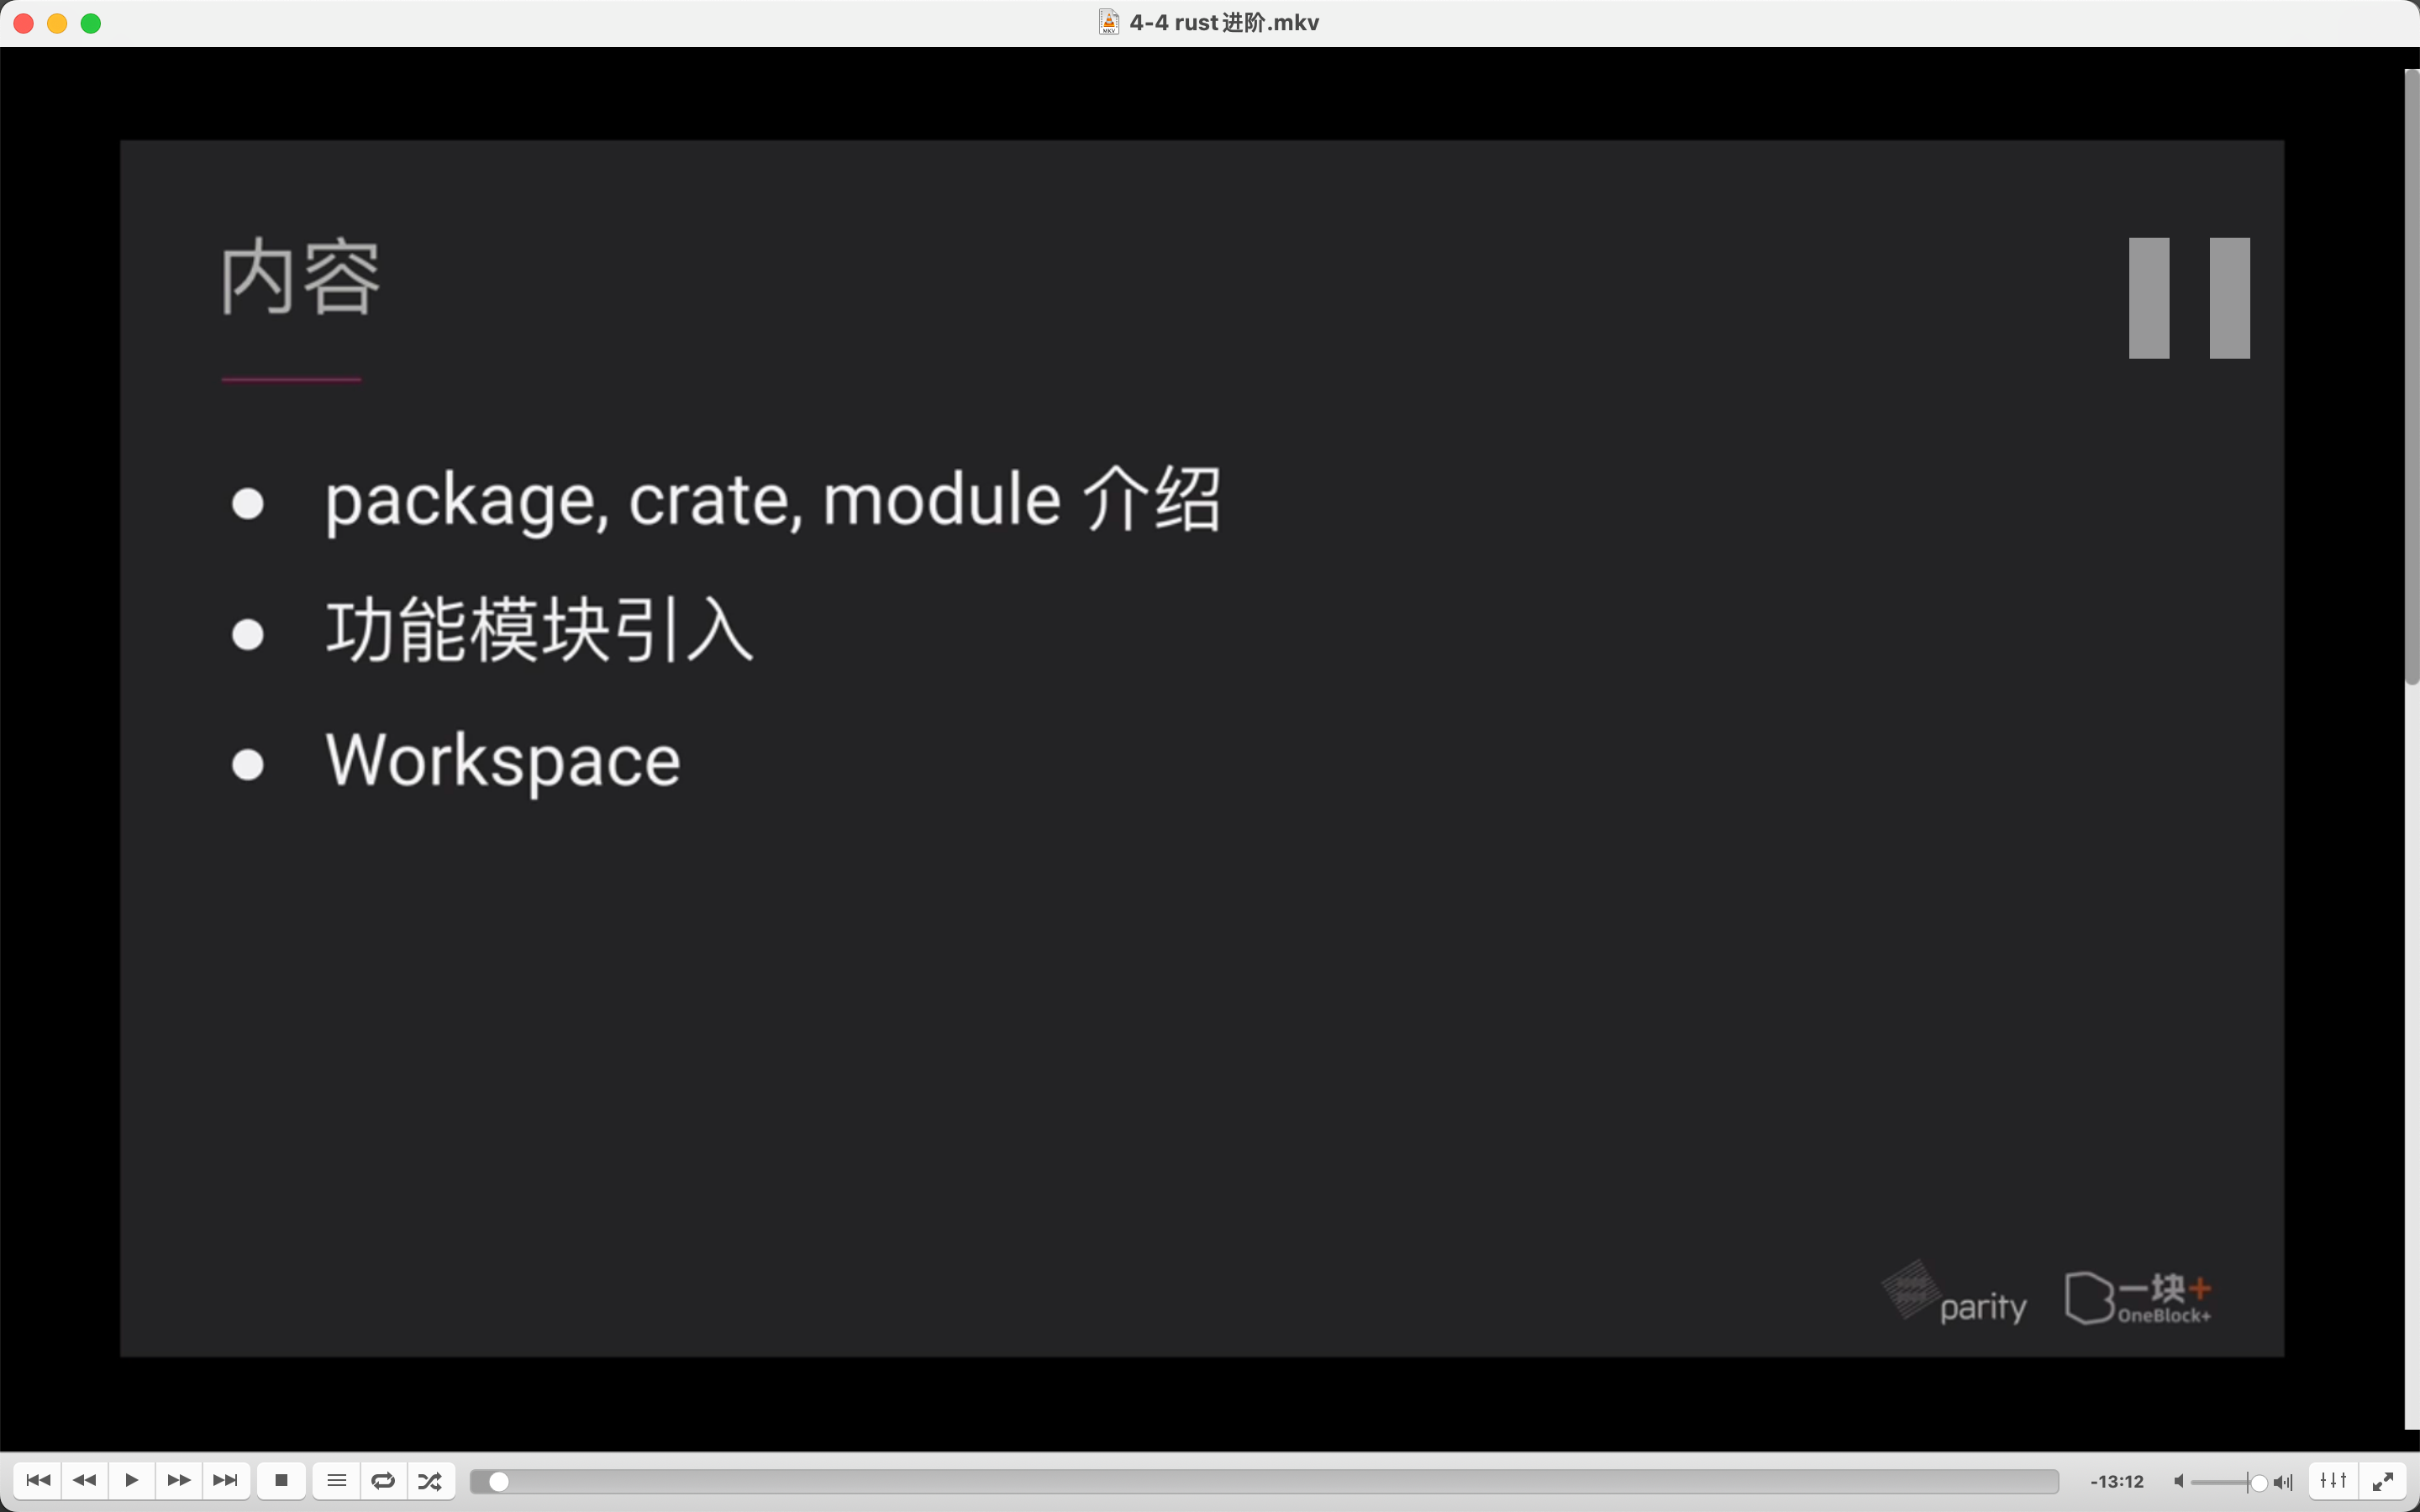 4-4 rust进阶.mkv
内容
package, crate, module 介绍
功能模块引入
Workspace
parity
一块+
OneBlock+
-13:12